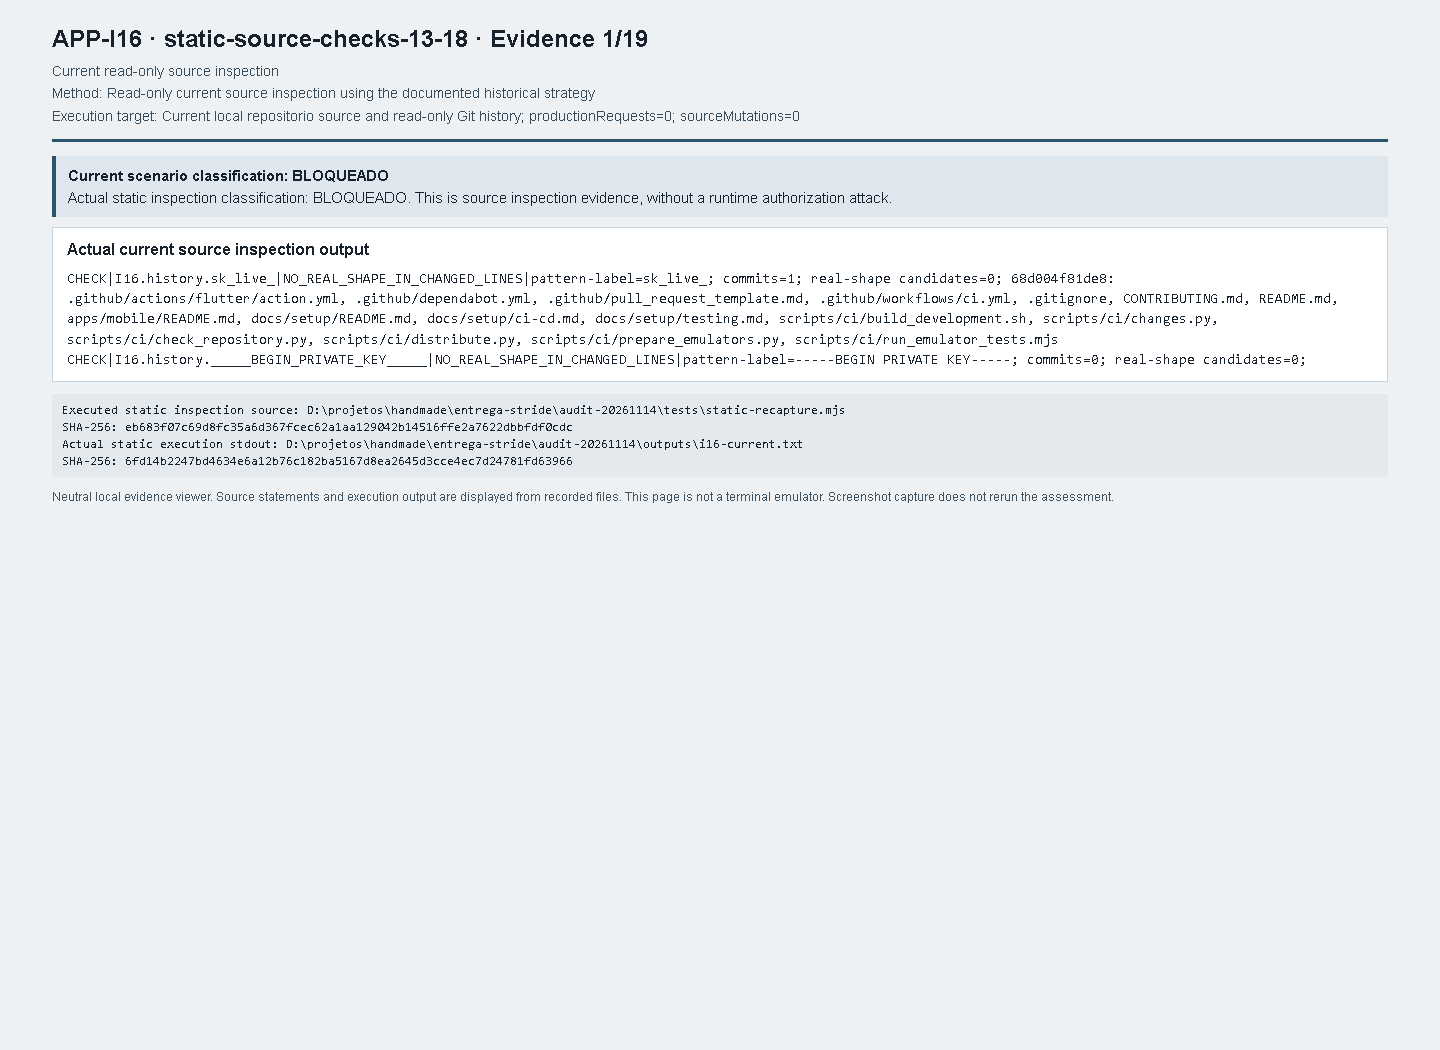 APP-I16 · static-source-checks-13-18 · Evidence 1/19
Current read-only source inspection
Method: Read-only current source inspection using the documented historical strategy
Execution target: Current local repositorio source and read-only Git history; productionRequests=0; sourceMutations=0
Current scenario classification: BLOQUEADO
Actual static inspection classification: BLOQUEADO. This is source inspection evidence, without a runtime authorization attack.
Actual current source inspection output
CHECK|I16.history.sk_live_|NO_REAL_SHAPE_IN_CHANGED_LINES|pattern-label=sk_live_; commits=1; real-shape candidates=0; 68d004f81de8:
.github/actions/flutter/action.yml, .github/dependabot.yml, .github/pull_request_template.md, .github/workflows/ci.yml, .gitignore, CONTRIBUTING.md, README.md,
apps/mobile/README.md, docs/setup/README.md, docs/setup/ci-cd.md, docs/setup/testing.md, scripts/ci/build_development.sh, scripts/ci/changes.py,
scripts/ci/check_repository.py, scripts/ci/distribute.py, scripts/ci/prepare_emulators.py, scripts/ci/run_emulator_tests.mjs
CHECK|I16.history._____BEGIN_PRIVATE_KEY_____|NO_REAL_SHAPE_IN_CHANGED_LINES|pattern-label=-----BEGIN PRIVATE KEY-----; commits=0; real-shape candidates=0;
Executed static inspection source: D:\projetos\handmade\entrega-stride\audit-20261114\tests\static-recapture.mjs
SHA-256: eb683f07c69d8fc35a6d367fcec62a1aa129042b14516ffe2a7622dbbfdf0cdc
Actual static execution stdout: D:\projetos\handmade\entrega-stride\audit-20261114\outputs\i16-current.txt
SHA-256: 6fd14b2247bd4634e6a12b76c182ba5167d8ea2645d3cce4ec7d24781fd63966
Neutral local evidence viewer. Source statements and execution output are displayed from recorded files. This page is not a terminal emulator. Screenshot capture does not rerun the assessment.